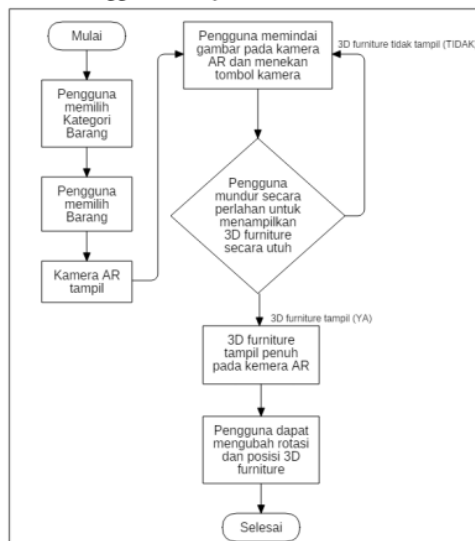 Mulai
Pengguna
memilih
Kategori
Barang
Pengguna
memilih
Barang
Kamera AR
tampil
Pengguna memindai
gambar pada kamera
AR dan menekan
tombol kamera
3D furniture tidak tampil (TIDAK)
Pengguna
mundur secara
perlahan untuk
menampilkan
3D furniture
secara utuh
3D furniture tampil (YA)
3D furniture
tampil penuh
pada kemera AR
Pengguna dapat
mengubah rotasi
dan posisi 3D
furniture
Selesai